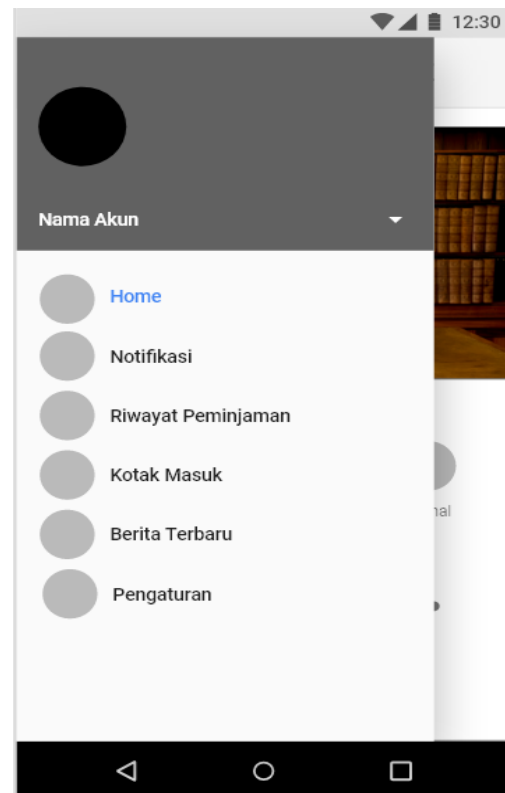 12:30
Nama Akun
Home
Notifikasi
Riwayat Peminjaman
Kotak Masuk
Berita Terbaru
Pengaturan